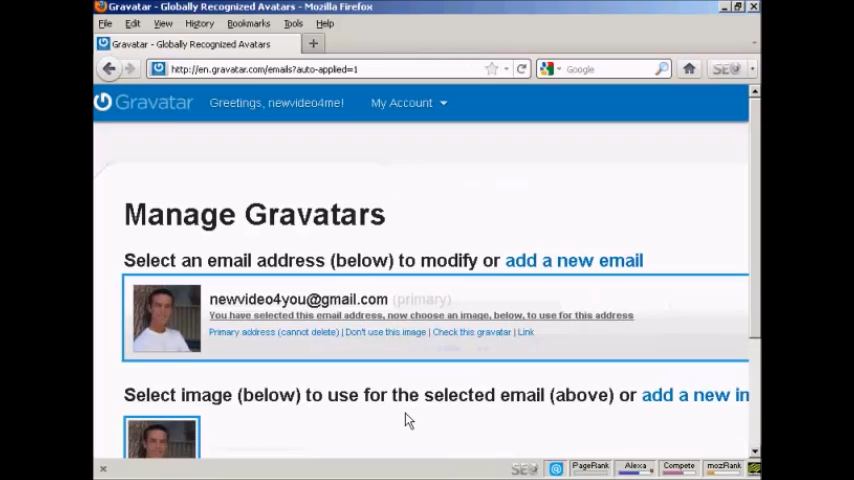 Gravatar - Globally Recognized Avatars - Mozilla Firefox
File Edit View History Bookmarks Tools Help
Gravatar - Globally Recognized Avatars
http://en.gravatar.com/emails?auto-applied=1 Google SEO
Gravatar Greetings, newvideo4me! My Account
Manage Gravatars
Select an email address (below) to modify or add a new email
newvideo4you@gmail.com (primary)
You have selected this email address, now choose an image, below, to use for this address
Primary address (cannot delete) | Don't use this image | Check this gravatar | Link
Select image (below) to use for the selected email (above) or add a new in
SEO PageRank Alexa Compete mozRank